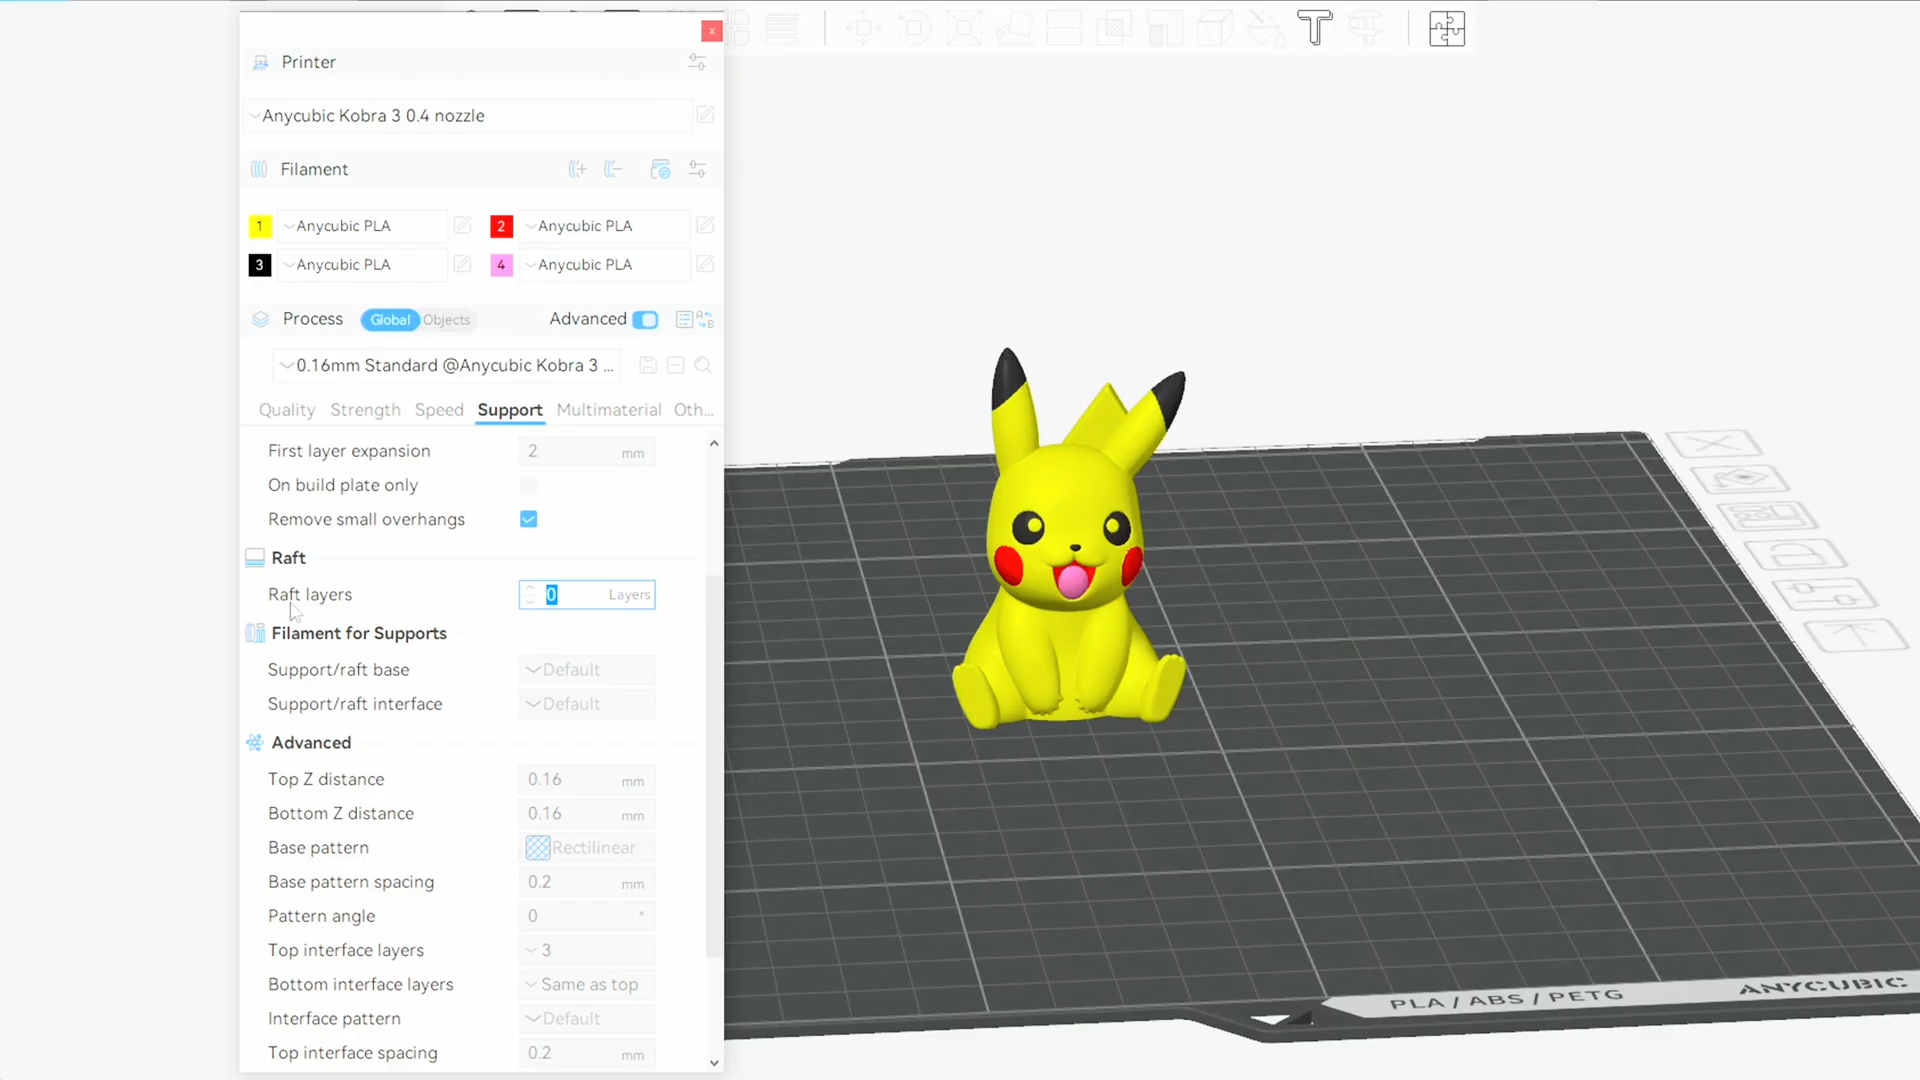 x
Printer
Anycubic Kobra 3 0.4 nozzle
Filament
1 Anycubic PLA 2 Anycubic PLA
3 Anycubic PLA 4 Anycubic PLA
Process Global Objects Advanced
0.16mm Standard @Anycubic Kobra 3 ...
Quality Strength Speed Support Multimaterial Oth...
First layer expansion 2 mm
On build plate only
Remove small overhangs
Raft
Raft layers 0 Layers
Filament for Supports
Support/raft base Default
Support/raft interface Default
Advanced
Top Z distance 0.16 mm
Bottom Z distance 0.16 mm
Base pattern Rectilinear
Base pattern spacing 0.2 mm
Pattern angle 0 °
Top interface layers 3
Bottom interface layers Same as top
Interface pattern Default
Top interface spacing 0.2 mm
PLA / ABS / PETG
ANYCUBIC